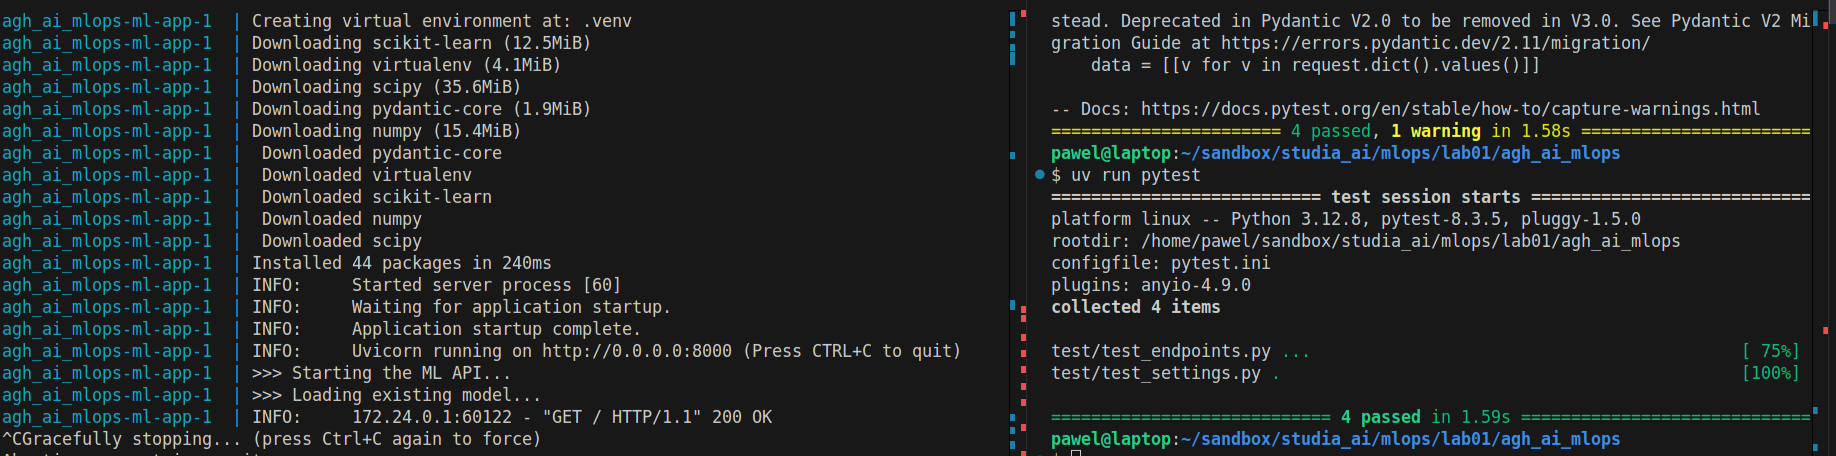 agh_ai_mlops-ml-app-1  | Creating virtual environment at: .venv
agh_ai_mlops-ml-app-1  | Downloading scikit-learn (12.5MiB)
agh_ai_mlops-ml-app-1  | Downloading virtualenv (4.1MiB)
agh_ai_mlops-ml-app-1  | Downloading scipy (35.6MiB)
agh_ai_mlops-ml-app-1  | Downloading pydantic-core (1.9MiB)
agh_ai_mlops-ml-app-1  | Downloading numpy (15.4MiB)
agh_ai_mlops-ml-app-1  |  Downloaded pydantic-core
agh_ai_mlops-ml-app-1  |  Downloaded virtualenv
agh_ai_mlops-ml-app-1  |  Downloaded scikit-learn
agh_ai_mlops-ml-app-1  |  Downloaded numpy
agh_ai_mlops-ml-app-1  |  Downloaded scipy
agh_ai_mlops-ml-app-1  | Installed 44 packages in 240ms
agh_ai_mlops-ml-app-1  | INFO:     Started server process [60]
agh_ai_mlops-ml-app-1  | INFO:     Waiting for application startup.
agh_ai_mlops-ml-app-1  | INFO:     Application startup complete.
agh_ai_mlops-ml-app-1  | INFO:     Uvicorn running on http://0.0.0.0:8000 (Press CTRL+C to quit)
agh_ai_mlops-ml-app-1  | >>> Starting the ML API...
agh_ai_mlops-ml-app-1  | >>> Loading existing model...
agh_ai_mlops-ml-app-1  | INFO:     172.24.0.1:60122 - "GET / HTTP/1.1" 200 OK
^CGracefully stopping... (press Ctrl+C again to force)
stead. Deprecated in Pydantic V2.0 to be removed in V3.0. See Pydantic V2 Mi
gration Guide at https://errors.pydantic.dev/2.11/migration/
    data = [[v for v in request.dict().values()]]
-- Docs: https://docs.pytest.org/en/stable/how-to/capture-warnings.html
======================= 4 passed, 1 warning in 1.58s =======================
pawel@laptop:~/sandbox/studia_ai/mlops/lab01/agh_ai_mlops
$ uv run pytest
=========================== test session starts ============================
platform linux -- Python 3.12.8, pytest-8.3.5, pluggy-1.5.0
rootdir: /home/pawel/sandbox/studia_ai/mlops/lab01/agh_ai_mlops
configfile: pytest.ini
plugins: anyio-4.9.0
collected 4 items
test/test_endpoints.py ...                                           [ 75%]
test/test_settings.py .                                              [100%]
============================ 4 passed in 1.59s =============================
pawel@laptop:~/sandbox/studia_ai/mlops/lab01/agh_ai_mlops